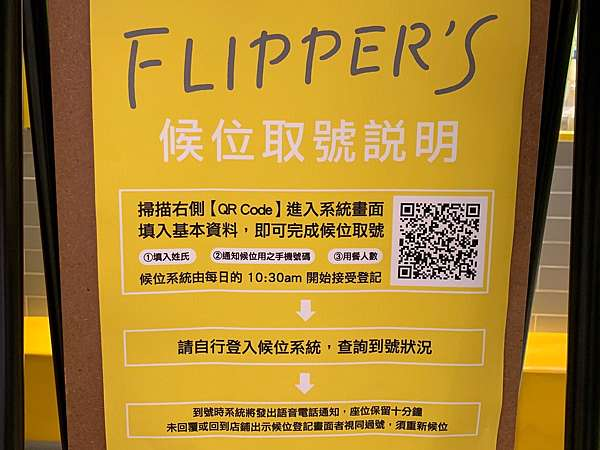 FLIPPER'S
候位取號説明
掃描右側【QR Code】進入系統畫面
填入基本資料，即可完成候位取號
①填入姓氏 ②通知候位用之手機號碼 ③用餐人數
候位系統由每日的 10:30am 開始接受登記
請自行登入候位系統，查詢到號狀況
到號時系統將發出語音電話通知，座位保留十分鐘
未回覆或回到店鋪出示候位登記畫面者視同過號，須重新候位